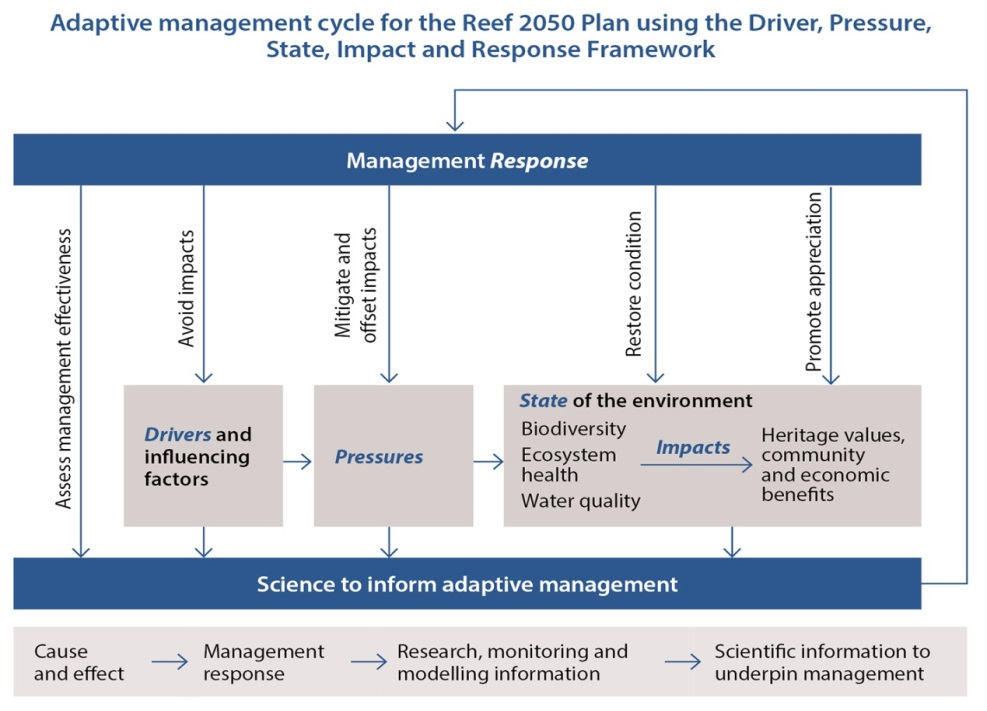 Adaptive management cycle for the Reef 2050 Plan using the Driver, Pressure,
State, Impact and Response Framework
Management Response
Assess management effectiveness
Avoid impacts
Mitigate and
offset impacts
Restore condition
Promote appreciation
Drivers and
influencing
factors
Pressures
State of the environment
Biodiversity
Ecosystem
health
Water quality
Impacts
Heritage values,
community
and economic
benefits
Science to inform adaptive management
Cause
and effect
Management
response
Research, monitoring and
modelling information
Scientific information to
underpin management